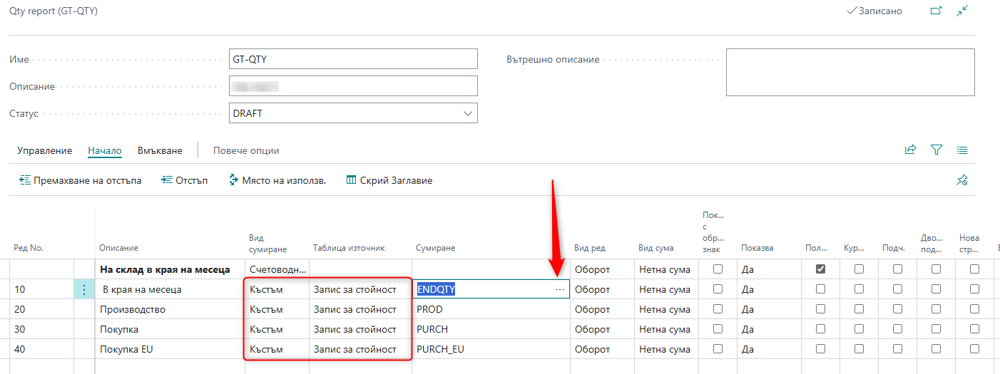 Qty report (GT-QTY)
Записано
Име
GT-QTY
Вътрешно описание
Описание
Статус
DRAFT
Управление Начало Вмъкване Повече опции
Премахване на отстъпа Отстъп Място на използв. Скрий Заглавие
Ред No. Описание Вид сумиране Таблица източник Сумиране Вид ред Вид сума Пок... с обр... знак Показва Пол... Кур... Подч. Дво... под... Нова стр...
На склад в края на месеца Счетоводн... Оборот Нетна сума Да
10 В края на месеца Къстъм Запис за стойност ENDQTY ... Оборот Нетна сума Да
20 Производство Къстъм Запис за стойност PROD Оборот Нетна сума Да
30 Покупка Къстъм Запис за стойност PURCH Оборот Нетна сума Да
40 Покупка EU Къстъм Запис за стойност PURCH_EU Оборот Нетна сума Да